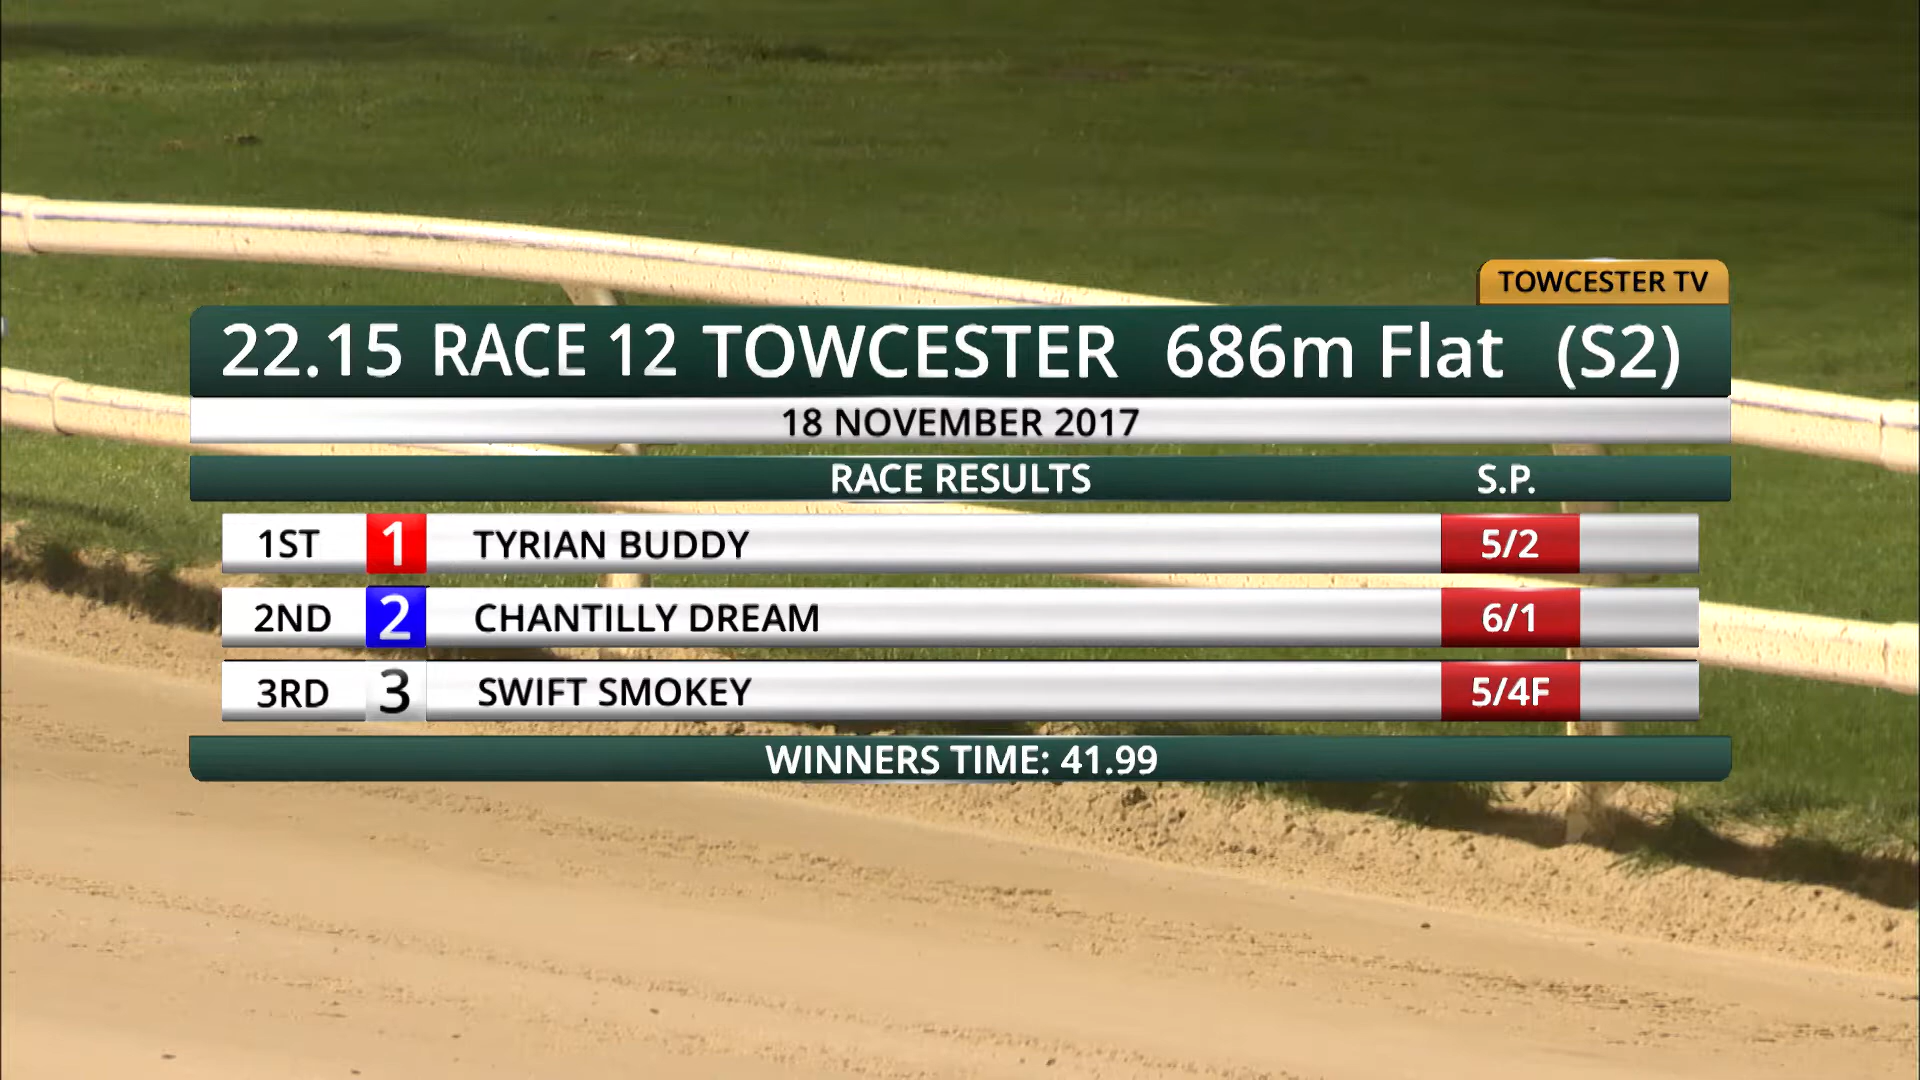 TOWCESTER TV
22.15 RACE 12 TOWCESTER 686m Flat (S2)
18 NOVEMBER 2017
RACE RESULTS S.P.
1ST 1 TYRIAN BUDDY 5/2
2ND 2 CHANTILLY DREAM 6/1
3RD 3 SWIFT SMOKEY 5/4F
WINNERS TIME: 41.99